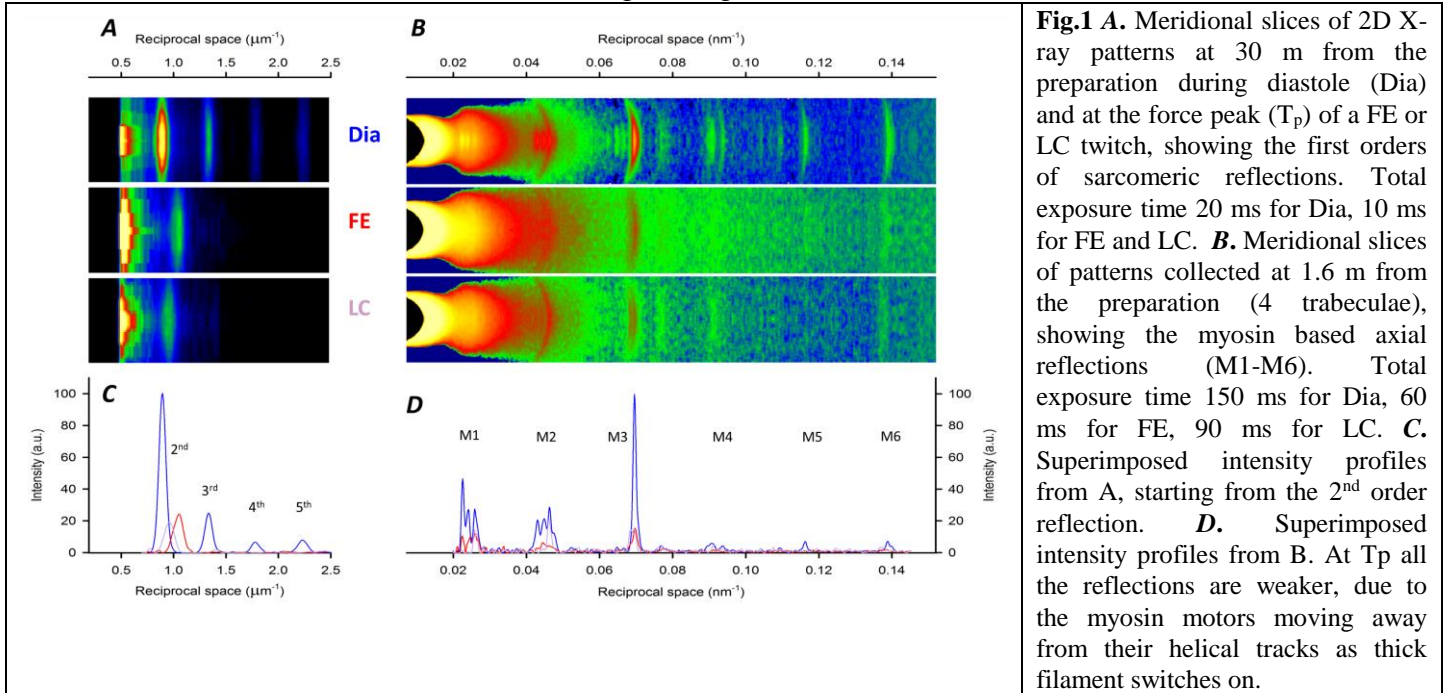 A
B
Reciprocal space (µm⁻¹)
Reciprocal space (nm⁻¹)
0.5 1.0 1.5 2.0 2.5
0.02 0.04 0.06 0.08 0.10 0.12 0.14
Dia
FE
LC
C
D
100
80
60
40
20
0
Intensity (a.u.)
2nd
3rd
4th
5th
M1
M2
M3
M4
M5
M6
100
80
60
40
20
0
Intensity (a.u.)
0.5 1.0 1.5 2.0 2.5
0.02 0.04 0.06 0.08 0.10 0.12 0.14
Reciprocal space (µm⁻¹)
Reciprocal space (nm⁻¹)
Fig.1 A. Meridional slices of 2D X-
ray patterns at 30 m from the
preparation during diastole (Dia)
and at the force peak (Tp) of a FE or
LC twitch, showing the first orders
of sarcomeric reflections. Total
exposure time 20 ms for Dia, 10 ms
for FE and LC. B. Meridional slices
of patterns collected at 1.6 m from
the preparation (4 trabeculae),
showing the myosin based axial
reflections (M1-M6). Total
exposure time 150 ms for Dia, 60
ms for FE, 90 ms for LC. C.
Superimposed intensity profiles
from A, starting from the 2nd order
reflection. D. Superimposed
intensity profiles from B. At Tp all
the reflections are weaker, due to
the myosin motors moving away
from their helical tracks as thick
filament switches on.